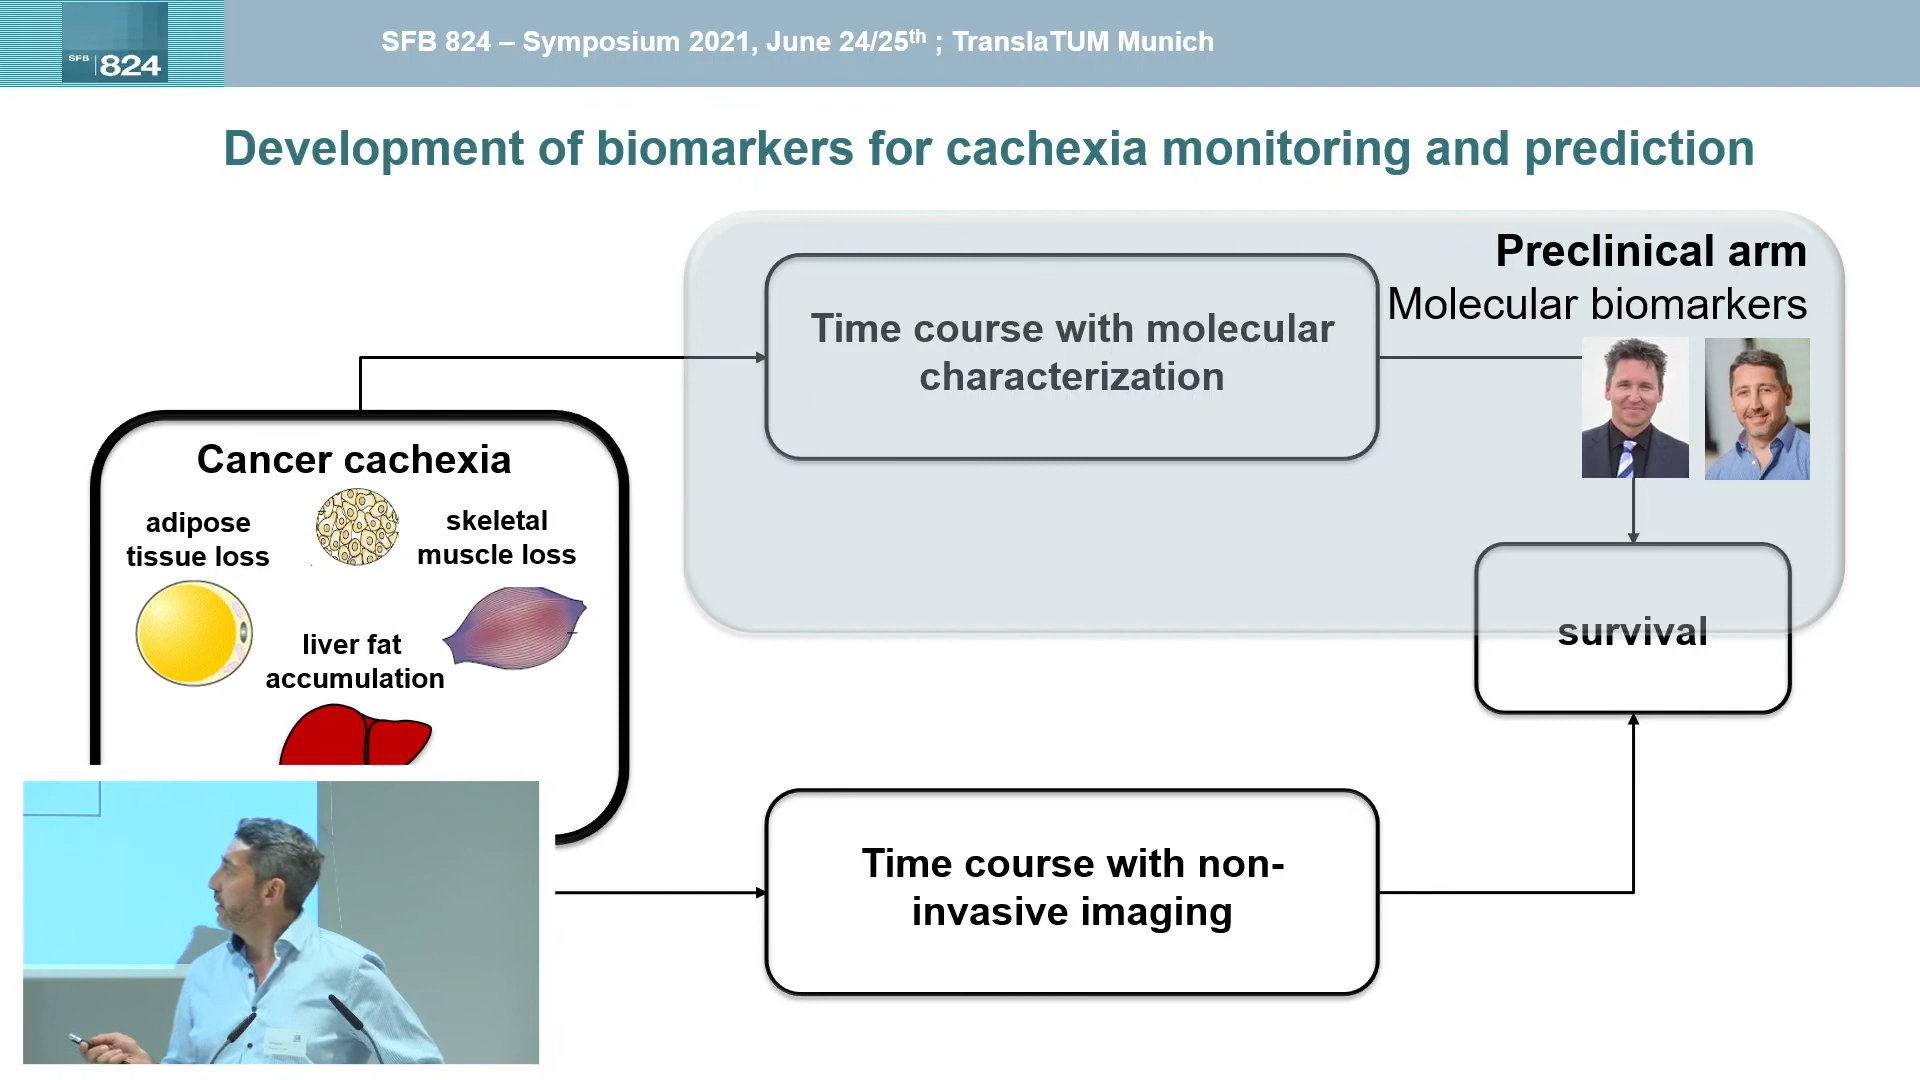 SFB 824
SFB 824 – Symposium 2021, June 24/25th ; TranslaTUM Munich
Development of biomarkers for cachexia monitoring and prediction
Preclinical arm
Molecular biomarkers
Time course with molecular
characterization
Cancer cachexia
adipose
tissue loss
skeletal
muscle loss
liver fat
accumulation
survival
Time course with non-
invasive imaging